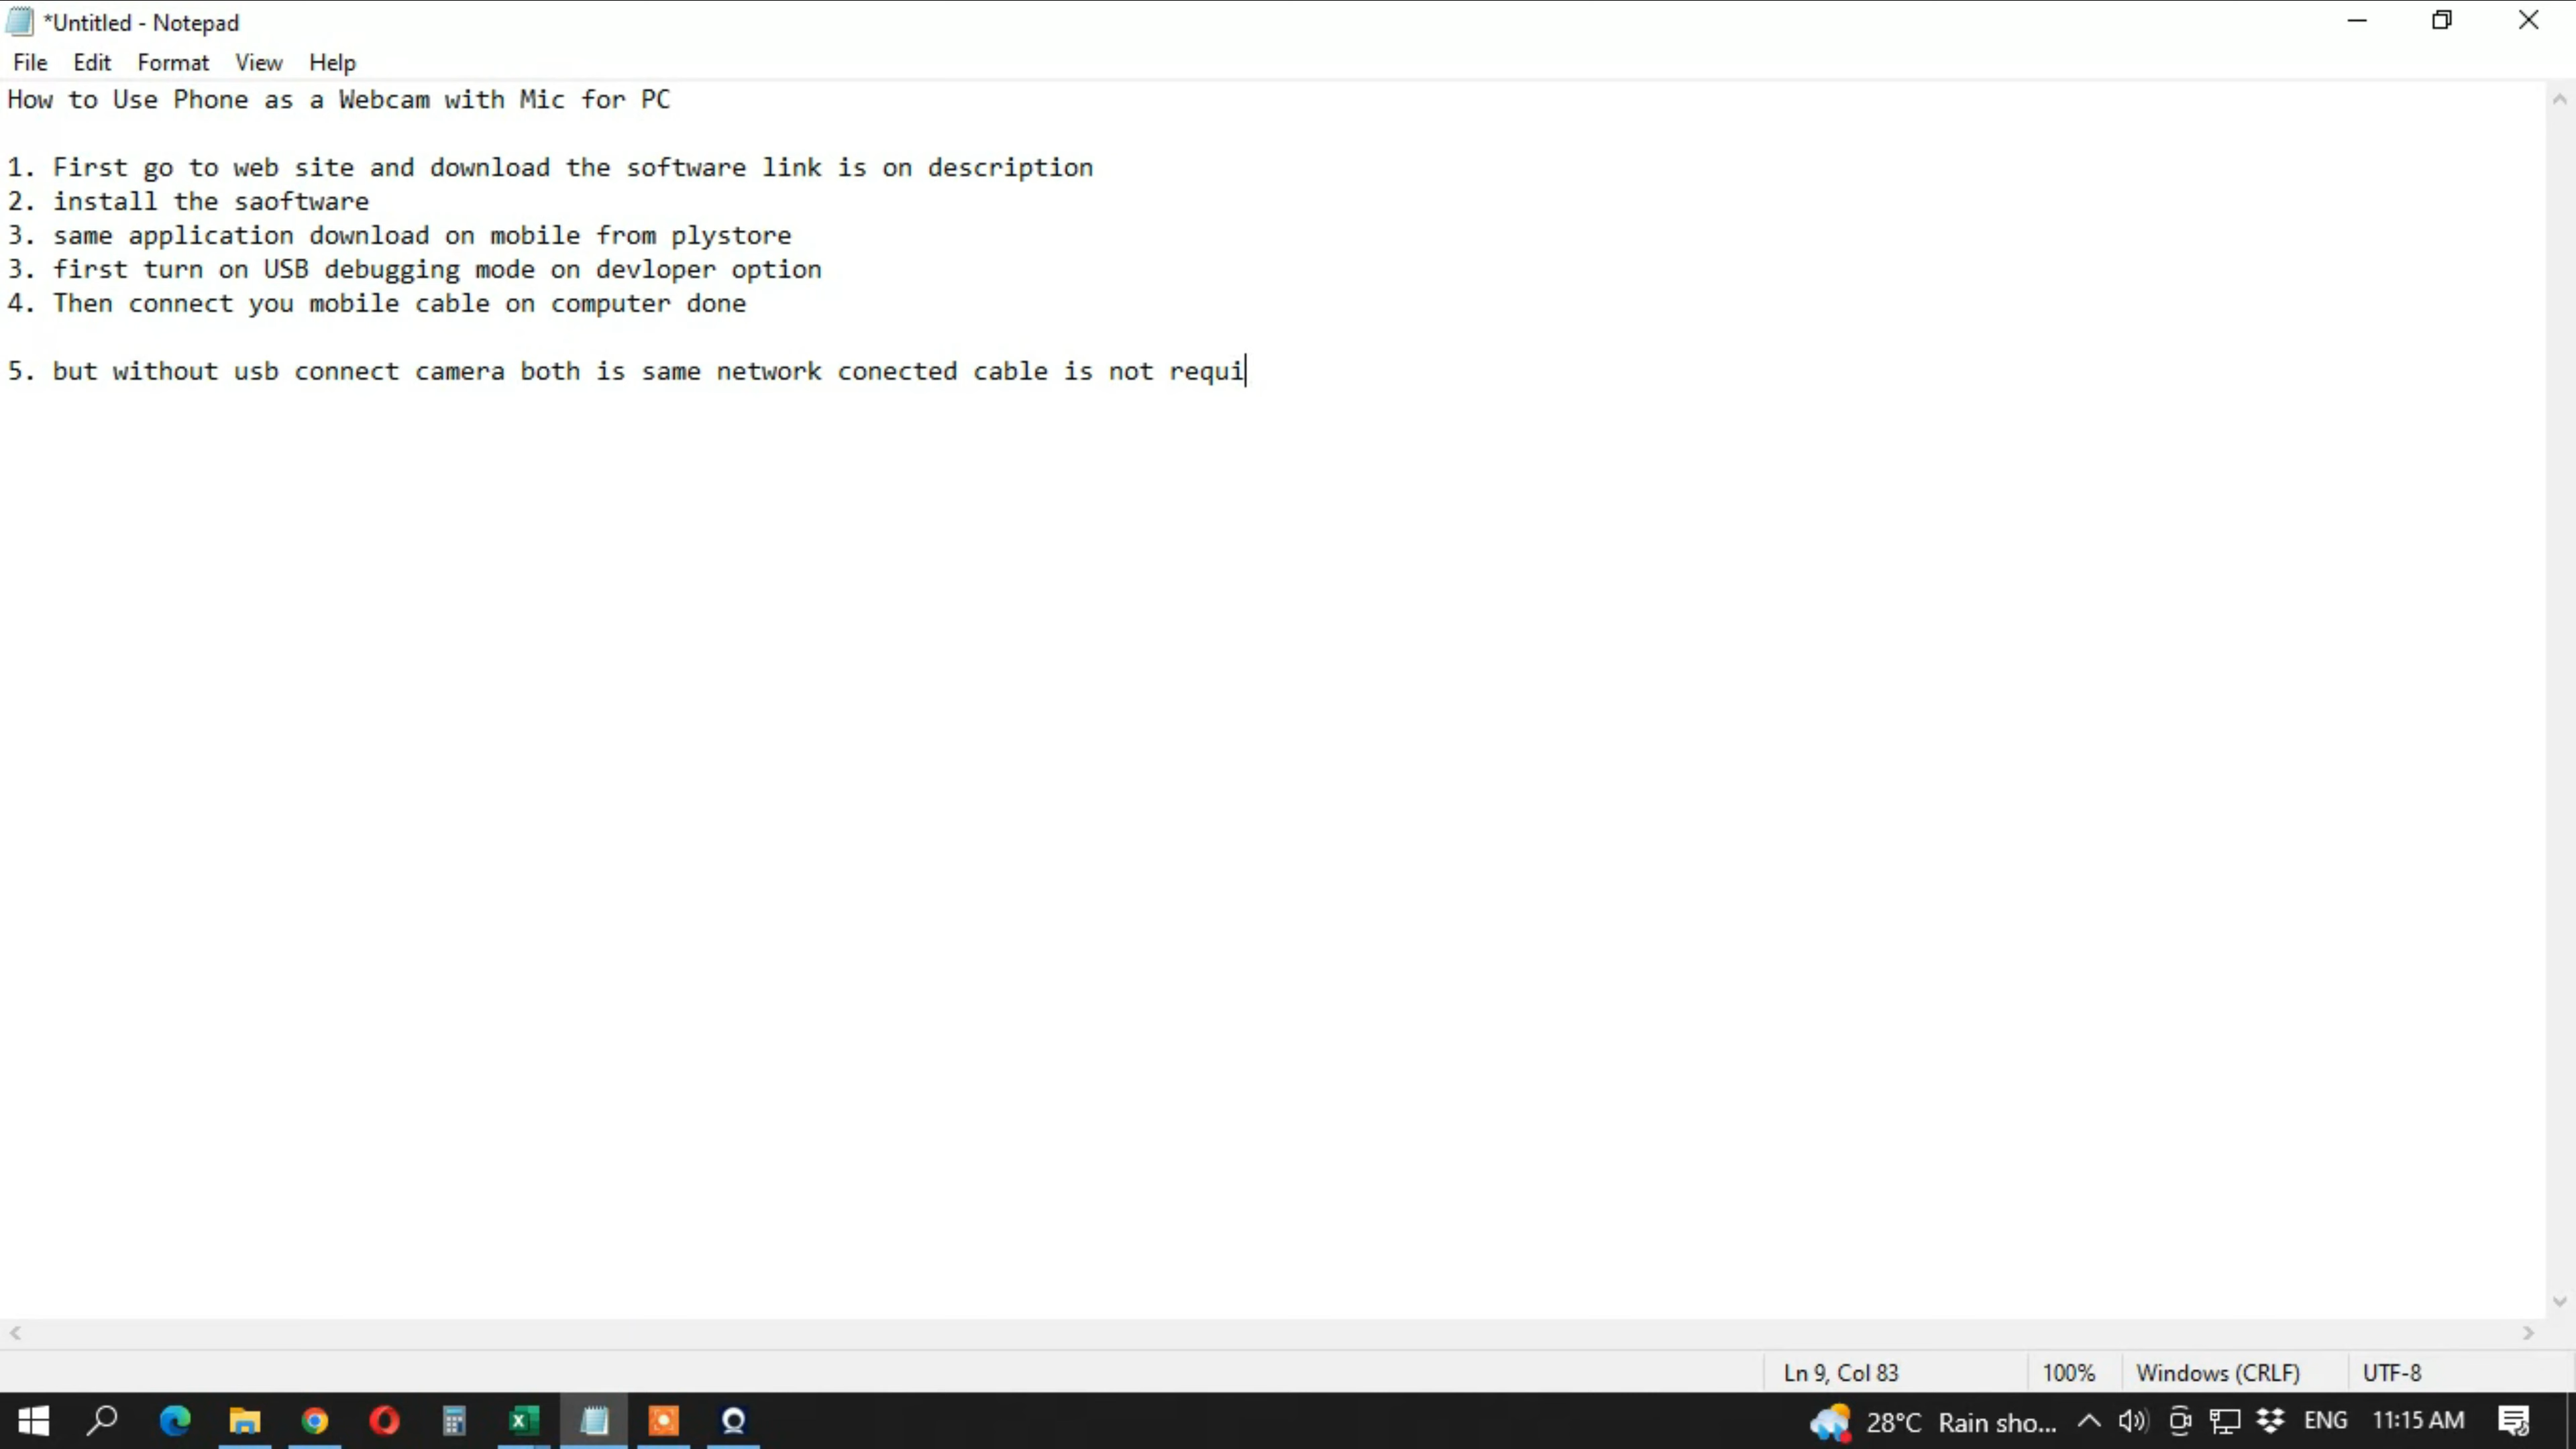 *Untitled - Notepad
File Edit Format View Help
How to Use Phone as a Webcam with Mic for PC
1. First go to web site and download the software link is on description
2. install the saoftware
3. same application download on mobile from plystore
3. first turn on USB debugging mode on devloper option
4. Then connect you mobile cable on computer done
5. but without usb connect camera both is same network conected cable is not requi
Ln 9, Col 83 100% Windows (CRLF) UTF-8
28°C Rain sho... ENG 11:15 AM